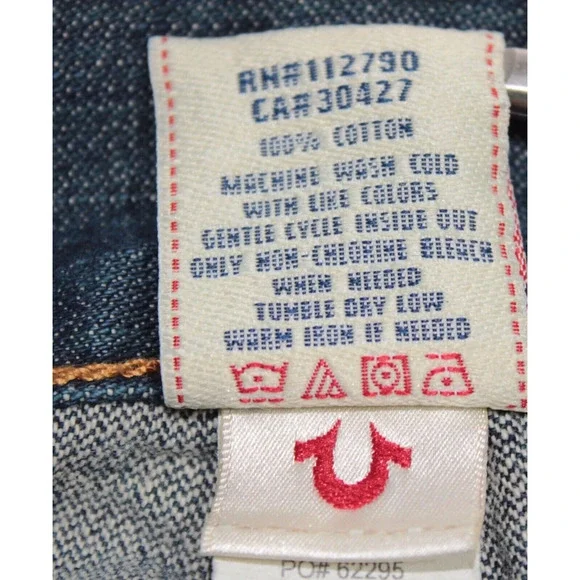 RN#112790
CA#30427
100% COTTON
MACHINE WASH COLD
WITH LIKE COLORS
GENTLE CYCLE INSIDE OUT
ONLY NON-CHLORINE BLEACH
WHEN NEEDED
TUMBLE DRY LOW
WARM IRON IF NEEDED
PO# 62295